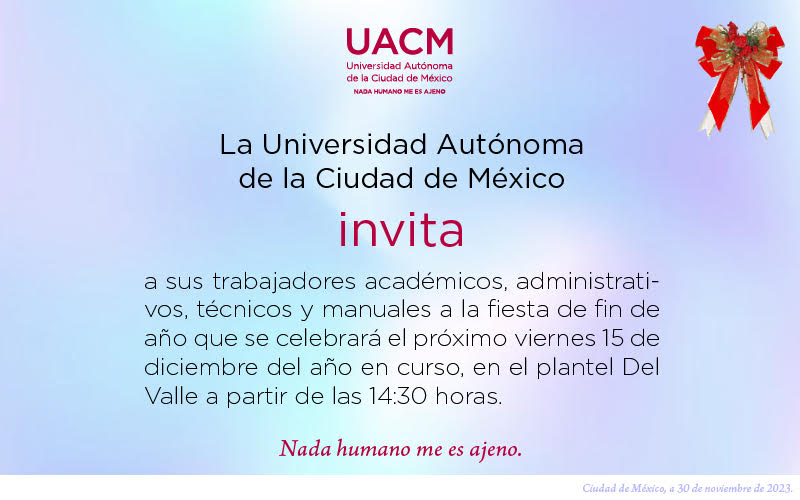 UACM
Universidad Autónoma
de la Ciudad de México
NADA HUMANO ME ES AJENO
La Universidad Autónoma
de la Ciudad de México
invita
a sus trabajadores académicos, administrati-
vos, técnicos y manuales a la fiesta de fin de
año que se celebrará el próximo viernes 15 de
diciembre del año en curso, en el plantel Del
Valle a partir de las 14:30 horas.
Nada humano me es ajeno.
Ciudad de México, a 30 de noviembre de 2023.